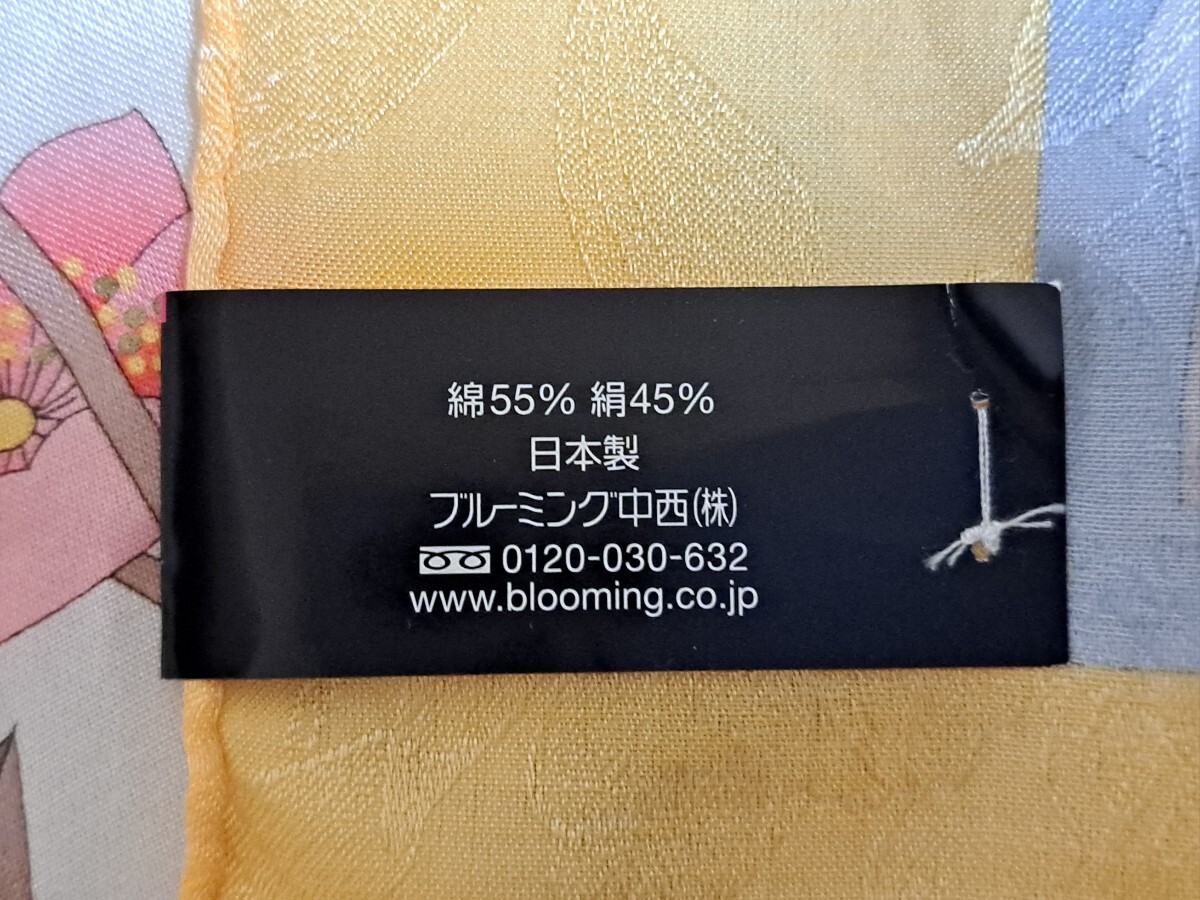 綿55% 絹45%
日本製
ブルーミング中西(株)
0120-030-632
www.blooming.co.jp